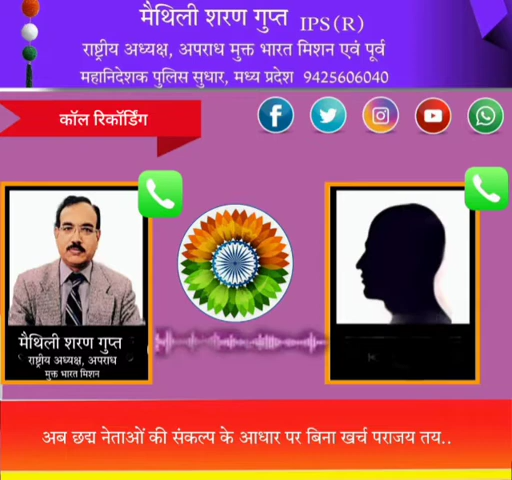 मैथिली शरण गुप्त IPS(R)
राष्ट्रीय अध्यक्ष, अपराध मुक्त भारत मिशन एवं पूर्व
महानिदेशक पुलिस सुधार, मध्य प्रदेश 9425606040
कॉल रिकॉर्डिंग
मैथिली शरण गुप्त
राष्ट्रीय अध्यक्ष, अपराध
मुक्त भारत मिशन
अब छद्म नेताओं की संकल्प के आधार पर बिना खर्च पराजय तय..